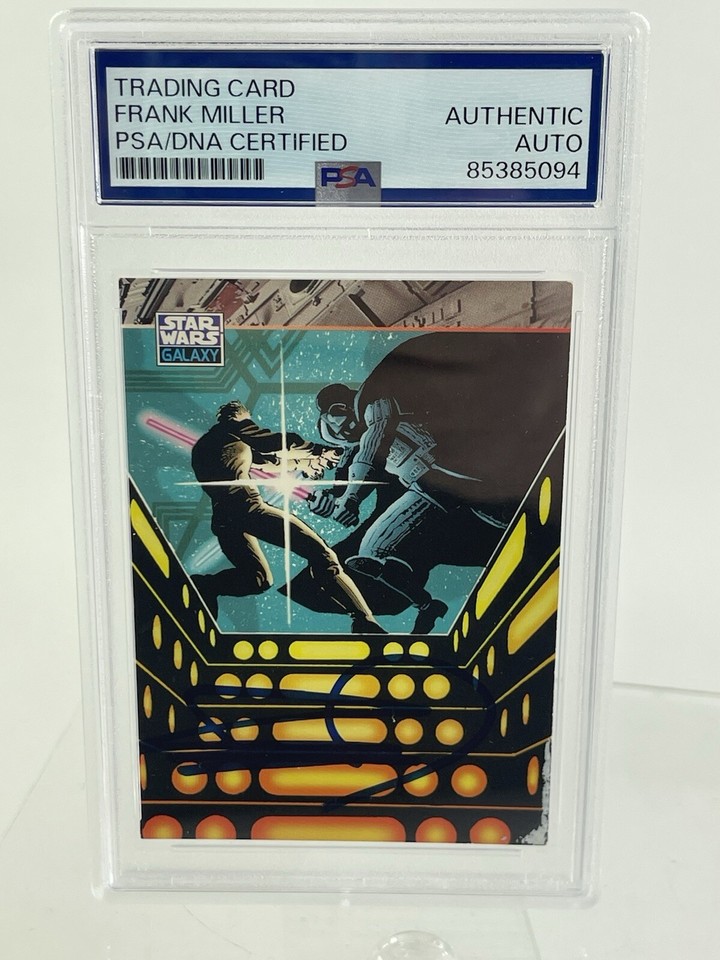 TRADING CARD
FRANK MILLER
PSA/DNA CERTIFIED
AUTHENTIC
AUTO
85385094
PSA
STAR
WARS
GALAXY